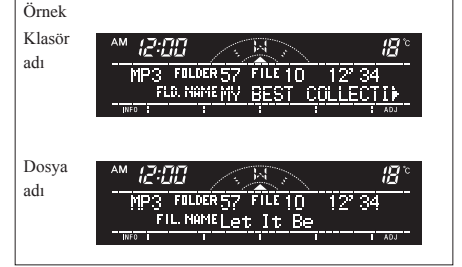 Örnek
Klasör adı
AM 12:00 N 18°C
MP3 FOLDER 57 FILE 10 12' 34
FLD. NAME MY BEST COLLECTI
INFO ADJ
Dosya adı
AM 12:00 N 18°C
MP3 FOLDER 57 FILE 10 12' 34
FIL. NAME Let It Be
INFO ADJ